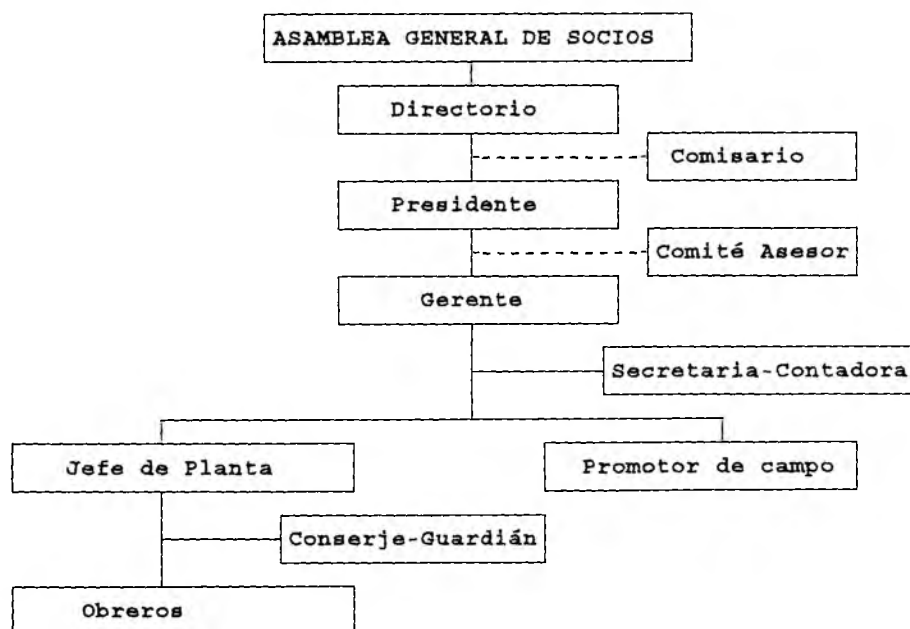 ASAMBLEA GENERAL DE SOCIOS
Directorio
Comisario
Presidente
Comité Asesor
Gerente
Secretaria-Contadora
Jefe de Planta
Promotor de campo
Conserje-Guardián
Obreros